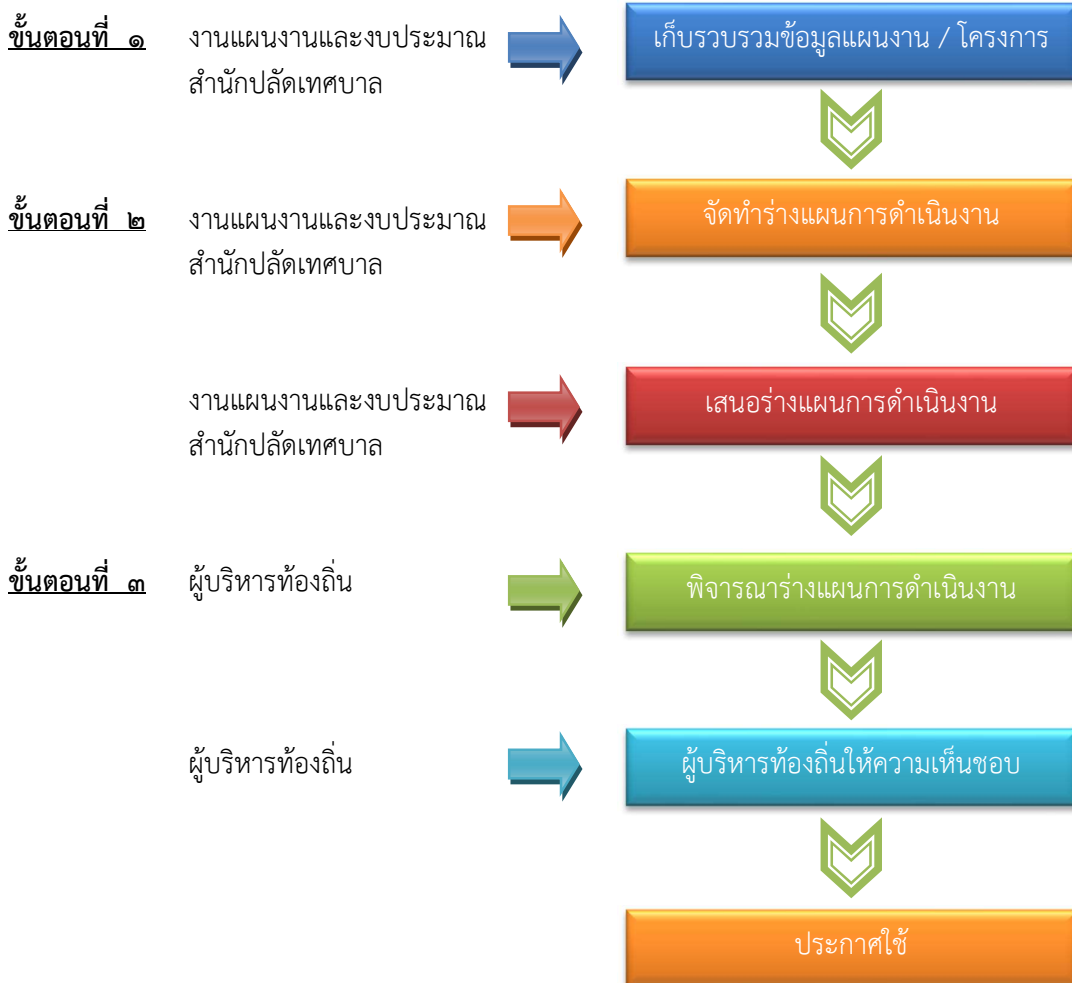 ขั้นตอนที่ ๑ งานแผนงานและงบประมาณ เก็บรวบรวมข้อมูลแผนงาน / โครงการ
สำนักปลัดเทศบาล
ขั้นตอนที่ ๒ งานแผนงานและงบประมาณ จัดทำร่างแผนการดำเนินงาน
สำนักปลัดเทศบาล
งานแผนงานและงบประมาณ เสนอร่างแผนการดำเนินงาน
สำนักปลัดเทศบาล
ขั้นตอนที่ ๓ ผู้บริหารท้องถิ่น พิจารณาร่างแผนการดำเนินงาน
ผู้บริหารท้องถิ่น ผู้บริหารท้องถิ่นให้ความเห็นชอบ
ประกาศใช้